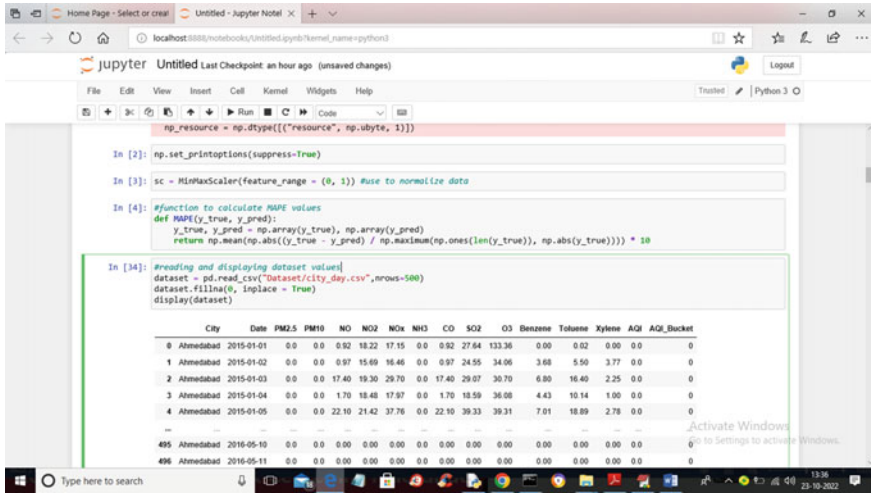 Home Page - Select or creat
Untitled - Jupyter Notel
localhost:8888/notebooks/Untitled.ipynb?kernel_name=python3
jupyter Untitled Last Checkpoint: an hour ago (unsaved changes)
Logout
File Edit View Insert Cell Kernel Widgets Help
Trusted Python 3
Run Code
np_resource = np.dtype([("resource", np.ubyte, 1)])
In [2]: np.set_printoptions(suppress=True)
In [3]: sc = MinMaxScaler(feature_range = (0, 1)) #use to normalize data
In [4]: #function to calculate MAPE values
def MAPE(y_true, y_pred):
y_true, y_pred = np.array(y_true), np.array(y_pred)
return np.mean(np.abs((y_true - y_pred) / np.maximum(np.ones(len(y_true)), np.abs(y_true)))) * 10
In [34]: #reading and displaying dataset values
dataset = pd.read_csv("Dataset/city_day.csv",nrows=500)
dataset.fillna(0, inplace = True)
display(dataset)
City Date PM2.5 PM10 NO NO2 NOx NH3 CO SO2 O3 Benzene Toluene Xylene AQI AQI_Bucket
0 Ahmedabad 2015-01-01 0.0 0.0 0.92 18.22 17.15 0.0 0.92 27.64 133.36 0.00 0.02 0.00 0.0 0
1 Ahmedabad 2015-01-02 0.0 0.0 0.97 15.69 16.46 0.0 0.97 24.55 34.06 3.68 5.50 3.77 0.0 0
2 Ahmedabad 2015-01-03 0.0 0.0 17.40 19.30 29.70 0.0 17.40 29.07 30.70 6.80 16.40 2.25 0.0 0
3 Ahmedabad 2015-01-04 0.0 0.0 1.70 18.48 17.97 0.0 1.70 18.59 36.08 4.43 10.14 1.00 0.0 0
4 Ahmedabad 2015-01-05 0.0 0.0 22.10 21.42 37.76 0.0 22.10 39.33 39.31 7.01 18.89 2.78 0.0 0
... ... ... ... ... ... ... ... ... ... ... ... ... ... ... ... ...
495 Ahmedabad 2016-05-10 0.0 0.0 0.00 0.00 0.00 0.0 0.00 0.00 0.00 0.00 0.00 0.00 0.0 0
496 Ahmedabad 2016-05-11 0.0 0.0 0.00 0.00 0.00 0.0 0.00 0.00 0.00 0.00 0.00 0.00 0.0 0
Activate Windows
Go to Settings to activate Windows.
Type here to search
13:36
23-10-2022